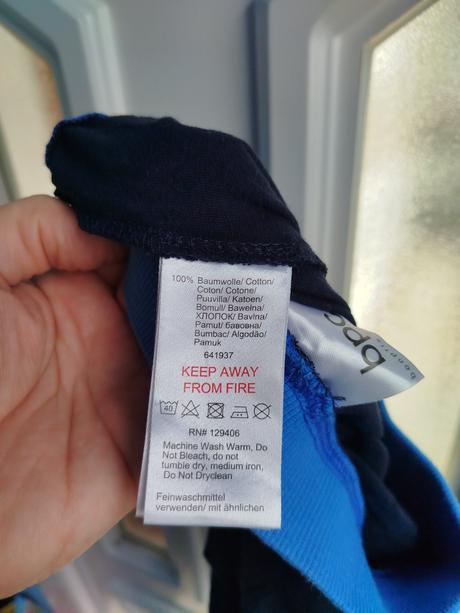 100% Baumwolle/ Cotton/
Coton/ Cotone/
Puuvilla/ Katoen/
Bomull/ Bawełna/
ХЛОПОК/ Bavlna/
Pamut/ бавовна/
Bumbac/ Algodão/
Pamuk
641937
KEEP AWAY
FROM FIRE
40
RN# 129406
Machine Wash Warm, Do
Not Bleach, do not
tumble dry, medium iron,
Do Not Dryclean
Feinwaschmittel
verwenden/ mit ähnlichen
bpc